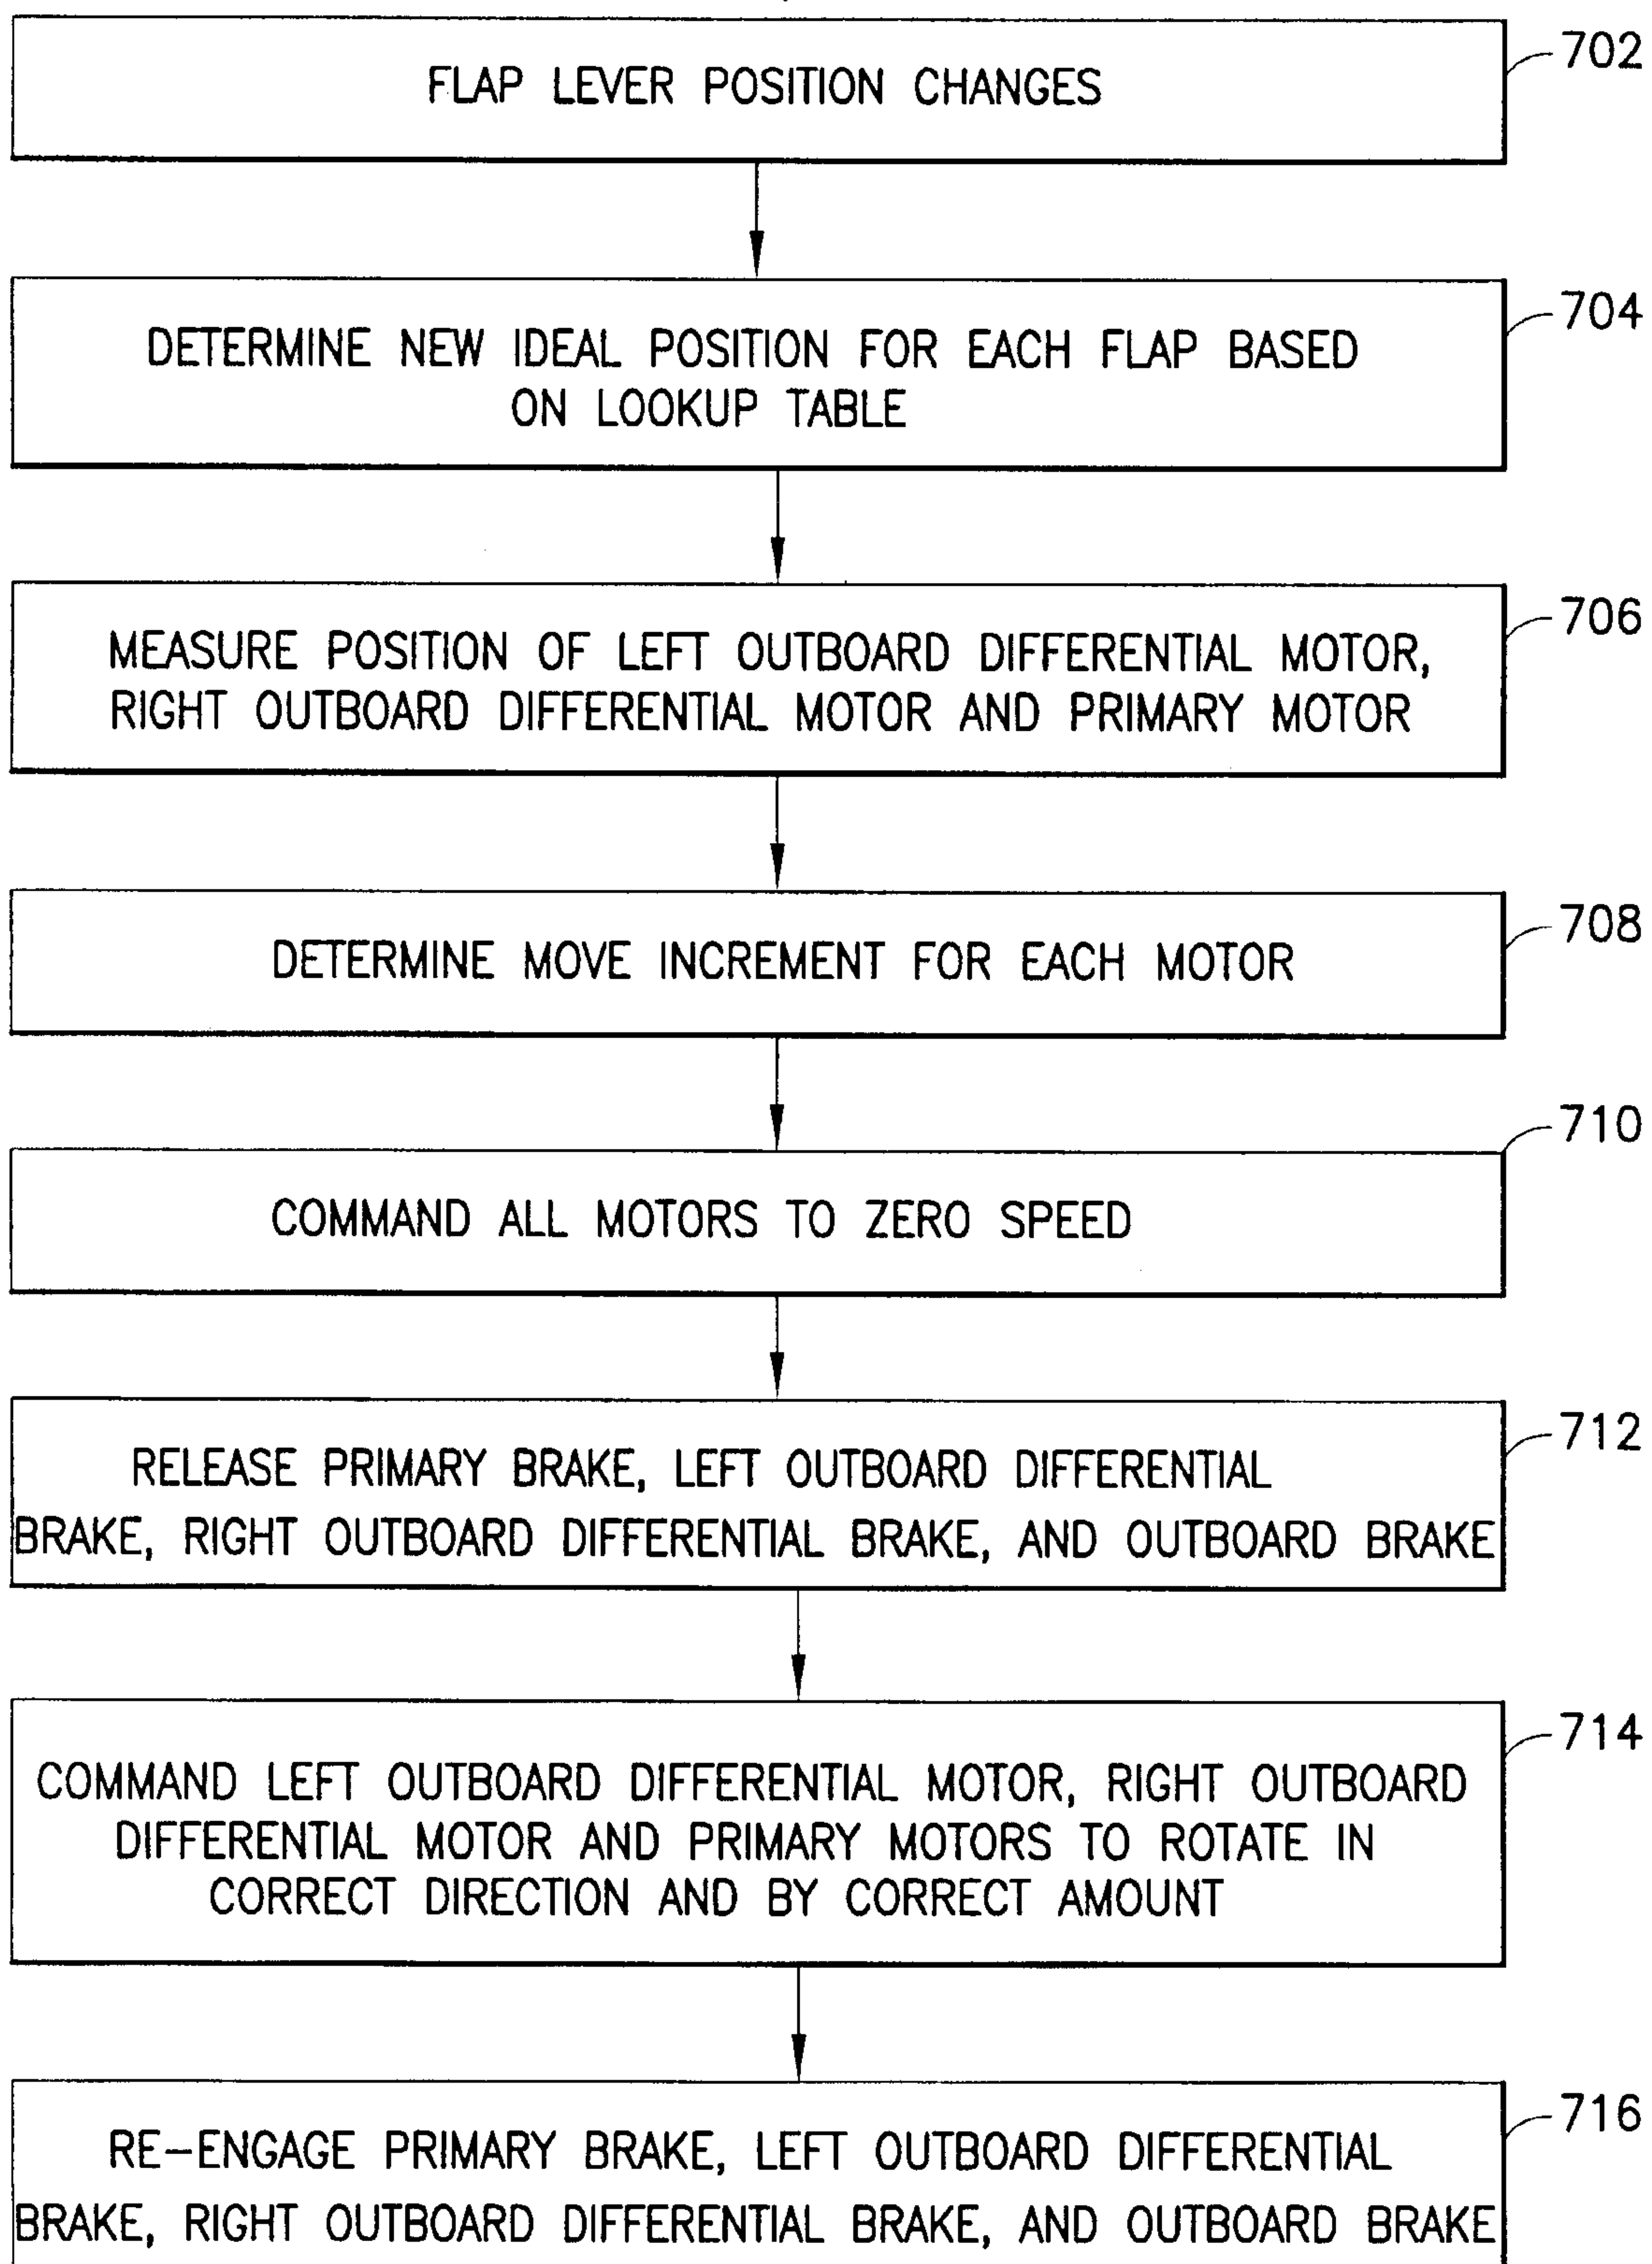 FLAP LEVER POSITION CHANGES
702
DETERMINE NEW IDEAL POSITION FOR EACH FLAP BASED
ON LOOKUP TABLE
704
MEASURE POSITION OF LEFT OUTBOARD DIFFERENTIAL MOTOR,
RIGHT OUTBOARD DIFFERENTIAL MOTOR AND PRIMARY MOTOR
706
DETERMINE MOVE INCREMENT FOR EACH MOTOR
708
COMMAND ALL MOTORS TO ZERO SPEED
710
RELEASE PRIMARY BRAKE, LEFT OUTBOARD DIFFERENTIAL
BRAKE, RIGHT OUTBOARD DIFFERENTIAL BRAKE, AND OUTBOARD BRAKE
712
COMMAND LEFT OUTBOARD DIFFERENTIAL MOTOR, RIGHT OUTBOARD
DIFFERENTIAL MOTOR AND PRIMARY MOTORS TO ROTATE IN
CORRECT DIRECTION AND BY CORRECT AMOUNT
714
RE-ENGAGE PRIMARY BRAKE, LEFT OUTBOARD DIFFERENTIAL
BRAKE, RIGHT OUTBOARD DIFFERENTIAL BRAKE, AND OUTBOARD BRAKE
716